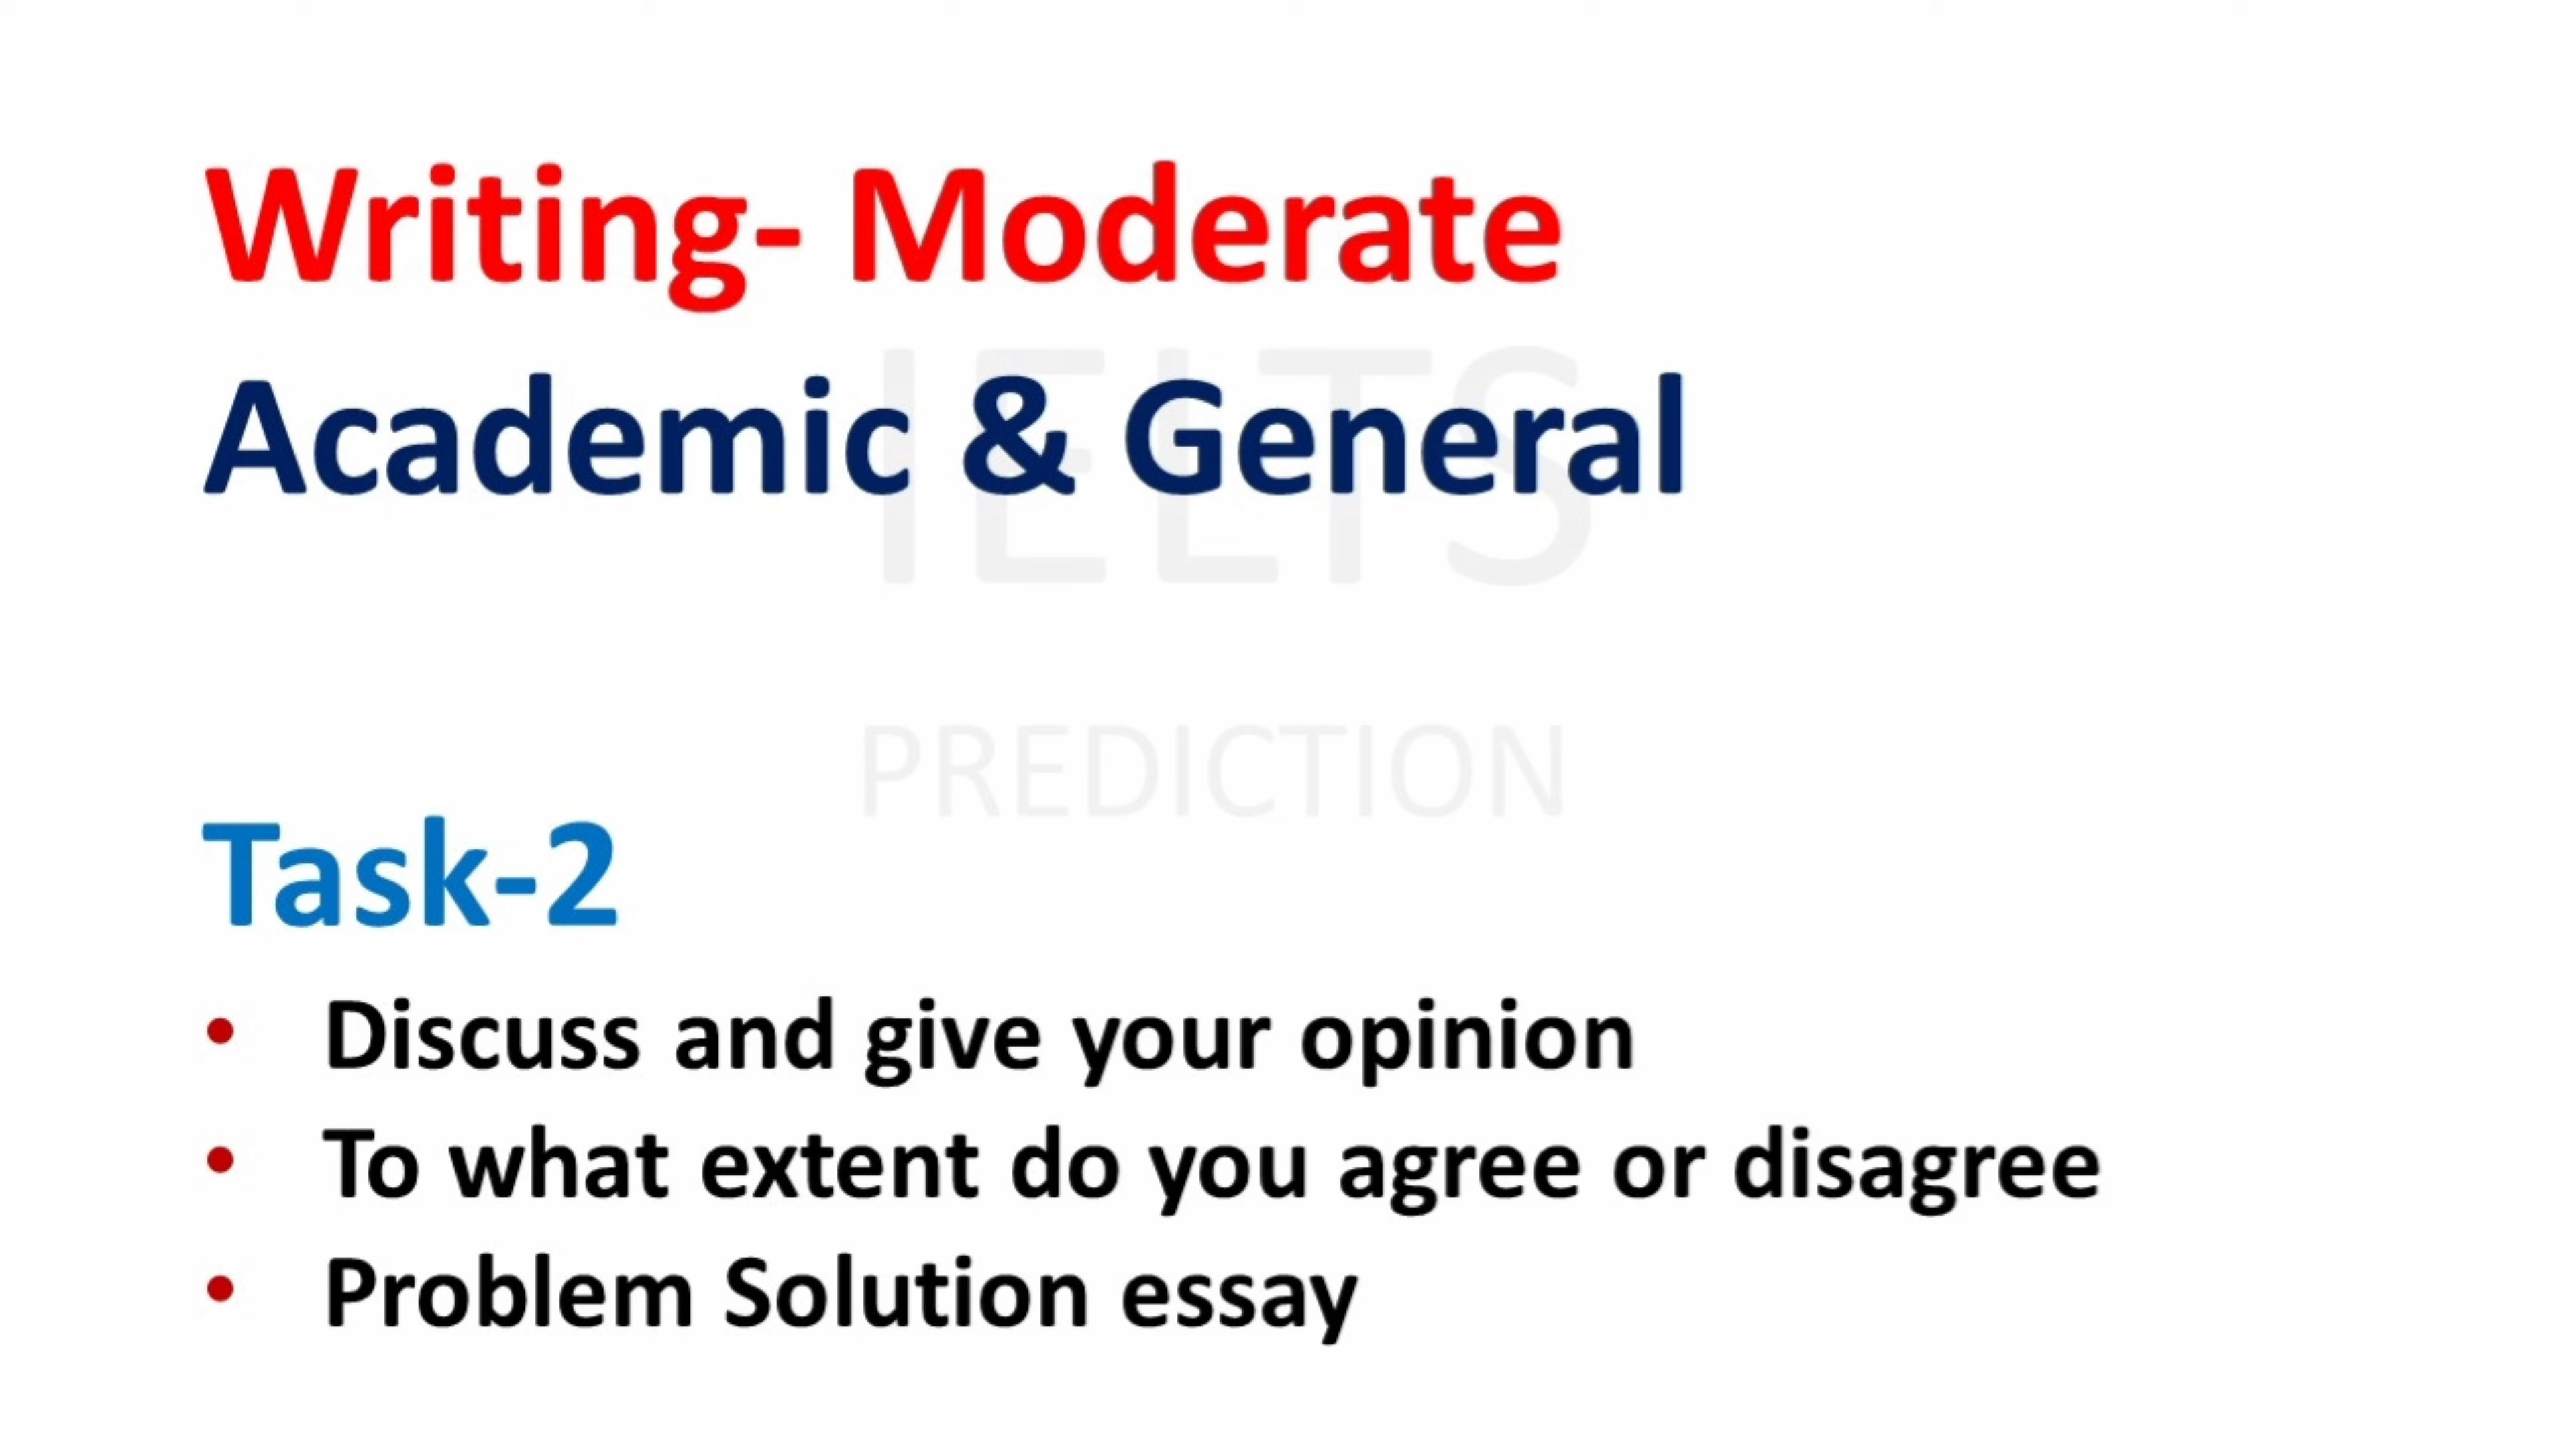 Writing- Moderate
Academic & General
IELTS
PREDICTION
Task-2
• Discuss and give your opinion
• To what extent do you agree or disagree
• Problem Solution essay